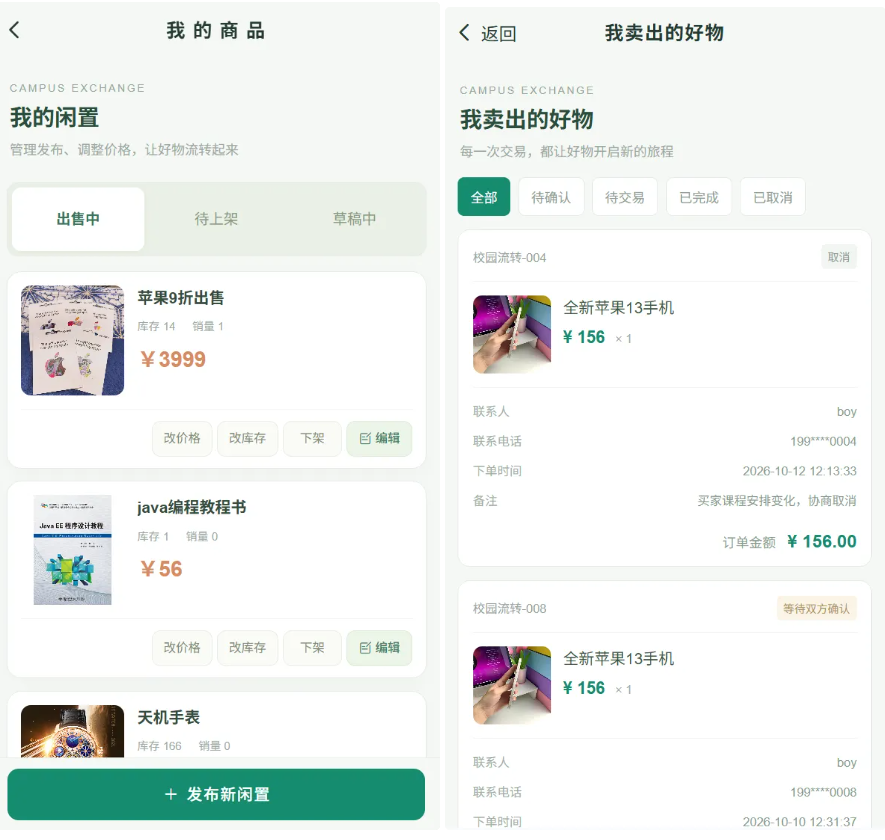 我的商品
CAMPUS EXCHANGE
我的闲置
管理发布、调整价格，让好物流转起来
出售中 待上架 草稿中
苹果9折出售
库存 14 销量 1
￥3999
改价格 改库存 下架 编辑
java编程教程书
Java EE 程序设计教程
库存 1 销量 0
￥56
改价格 改库存 下架 编辑
天机手表
库存 166 销量 0
＋ 发布新闲置
返回 我卖出的好物
CAMPUS EXCHANGE
我卖出的好物
每一次交易，都让好物开启新的旅程
全部 待确认 待交易 已完成 已取消
校园流转-004 取消
全新苹果13手机
¥ 156 × 1
联系人 boy
联系电话 199****0004
下单时间 2026-10-12 12:13:33
备注 买家课程安排变化，协商取消
订单金额 ¥ 156.00
校园流转-008 等待双方确认
全新苹果13手机
¥ 156 × 1
联系人 boy
联系电话 199****0008
下单时间 2026-10-10 12:31:37